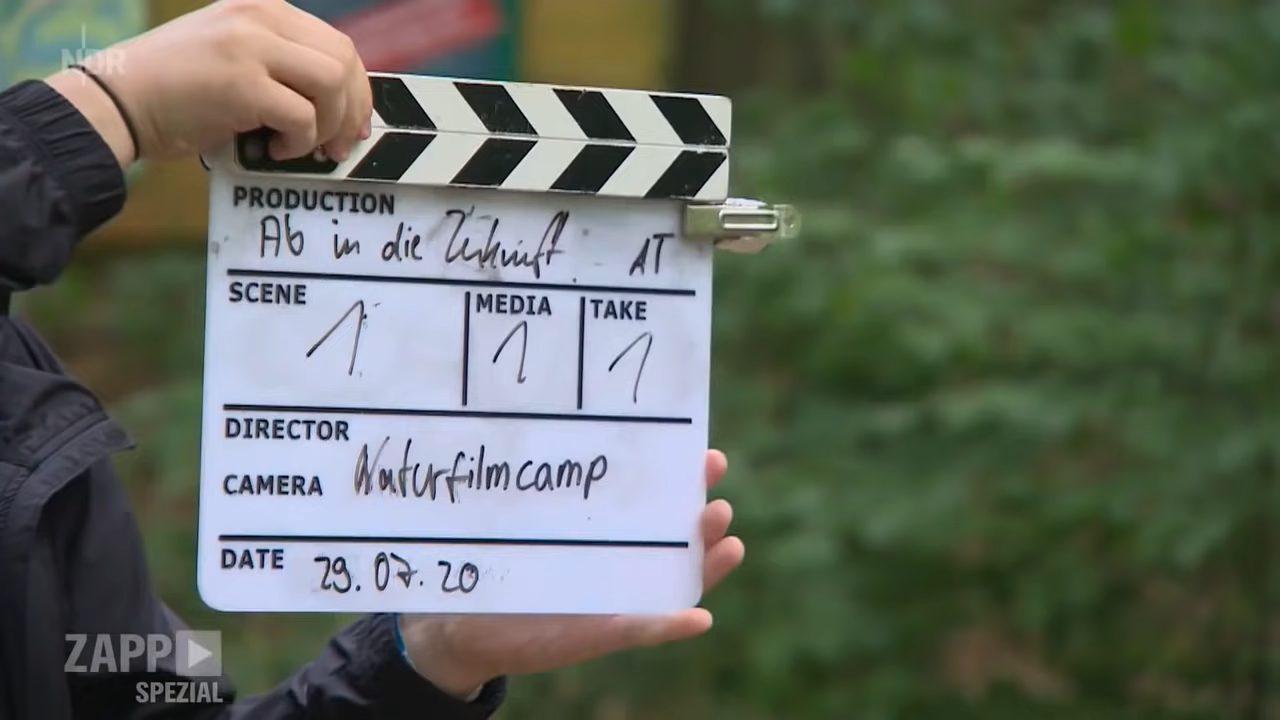 NDR
PRODUCTION
Ab in die Zukunft AT
SCENE MEDIA TAKE
1 1 1
DIRECTOR
CAMERA Naturfilmcamp
DATE 29.07.20
ZAPP
SPEZIAL